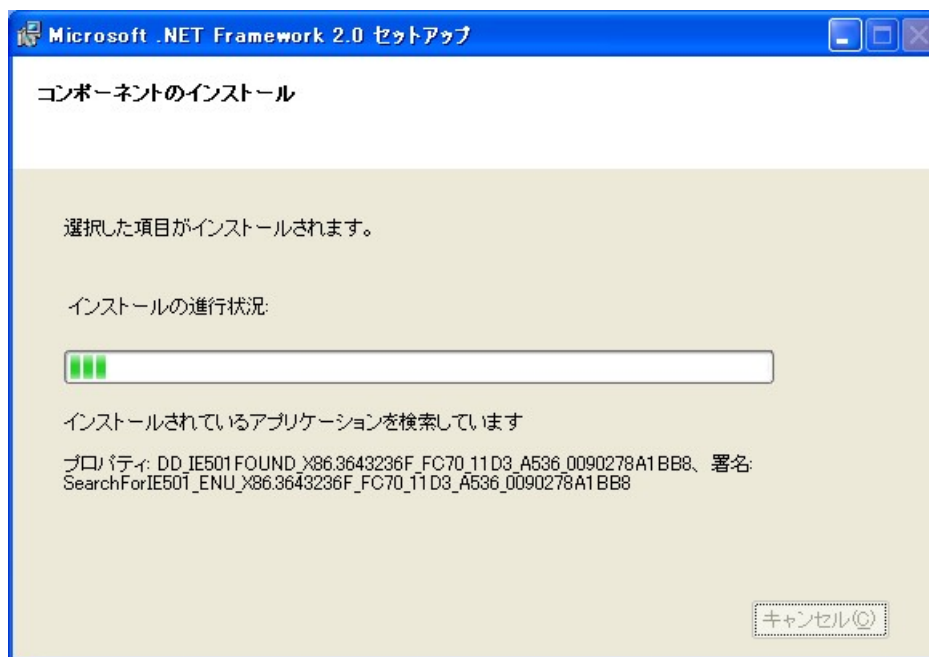 Microsoft .NET Framework 2.0 セットアップ
コンポーネントのインストール
選択した項目がインストールされます。
インストールの進行状況:
インストールされているアプリケーションを検索しています
プロパティ: DD_IE501FOUND_X86.3643236F_FC70_11D3_A536_0090278A1BB8、署名:
SearchForIE501_ENU_X86.3643236F_FC70_11D3_A536_0090278A1BB8
キャンセル(C)